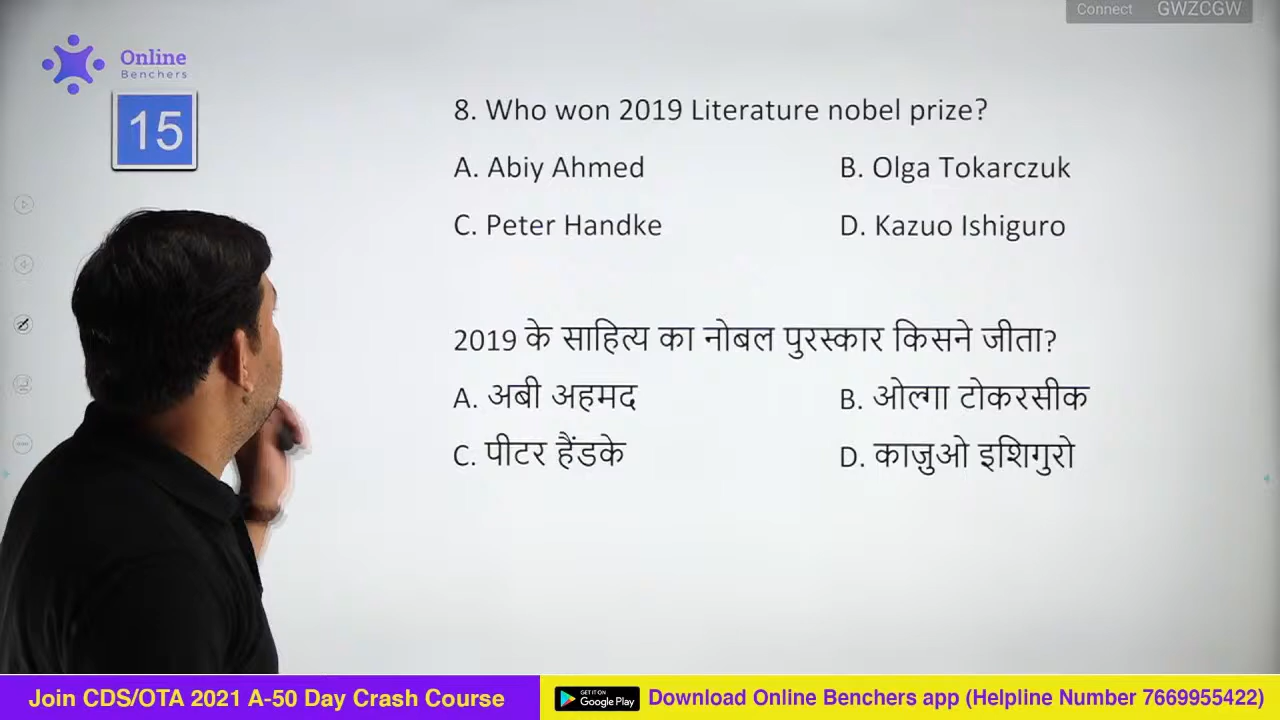 Connect GWZCGW
Online
Benchers
15
8. Who won 2019 Literature nobel prize?
A. Abiy Ahmed B. Olga Tokarczuk
C. Peter Handke D. Kazuo Ishiguro
2019 के साहित्य का नोबल पुरस्कार किसने जीता?
A. अबी अहमद B. ओल्गा टोकरसीक
C. पीटर हैंडके D. काज़ुओ इशिगुरो
Join CDS/OTA 2021 A-50 Day Crash Course
GET IT ON
Google Play
Download Online Benchers app (Helpline Number 7669955422)